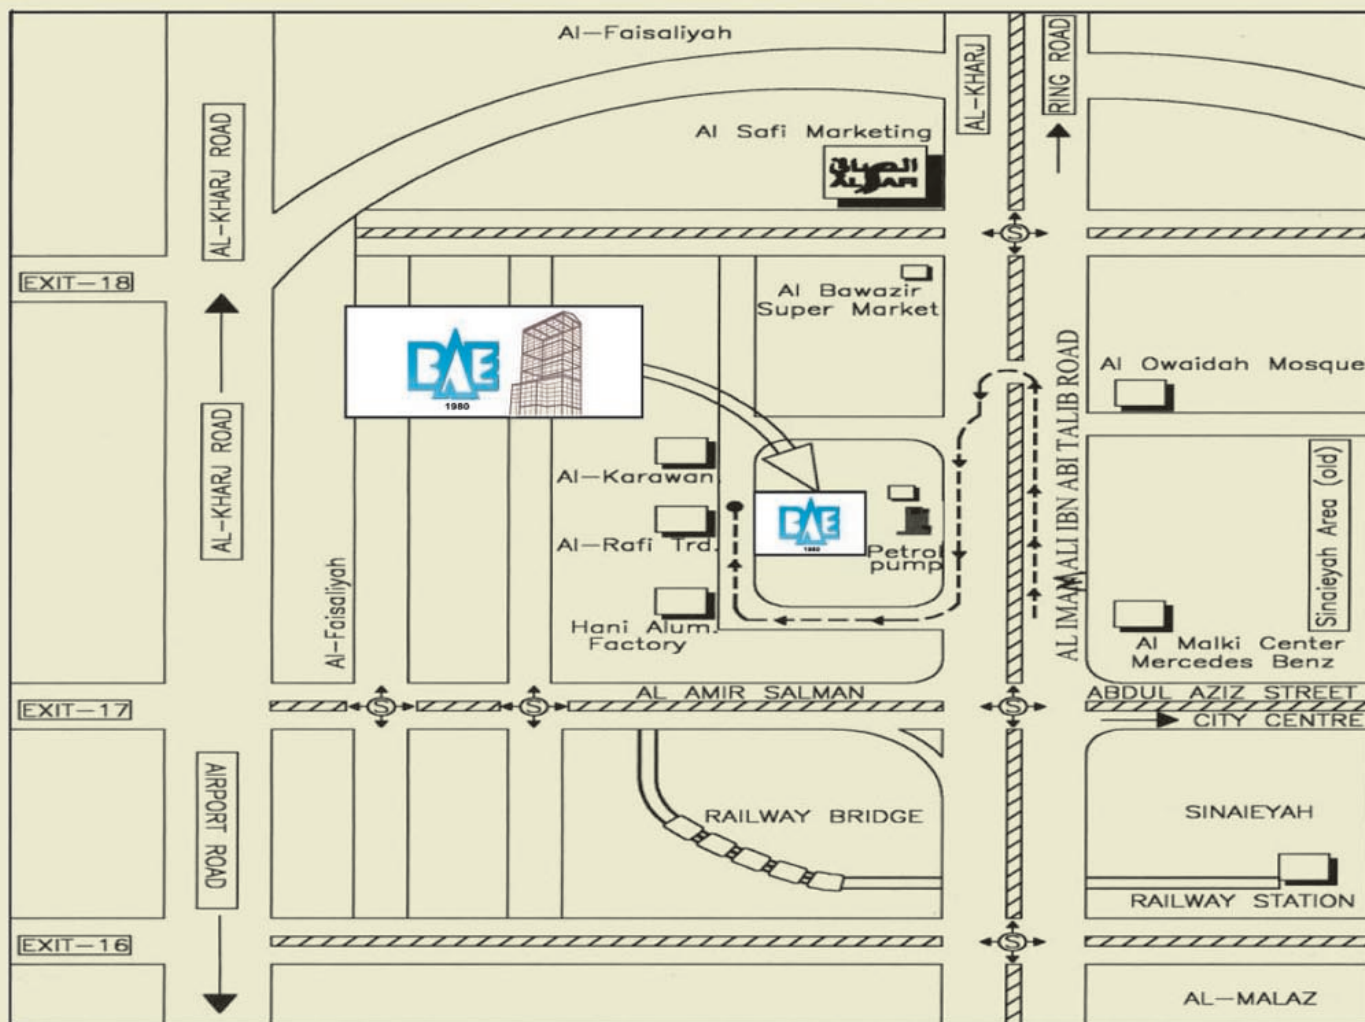 Al-Faisaliyah
AL-KHARJ
RING ROAD
AL-KHARJ ROAD
Al Safi Marketing
الصافي
AL SAFI
S
EXIT-18
Al Bawazir
Super Market
BAE
1980
Al Owaidah Mosque
AL IMAM ALI IBN ABI TALIB ROAD
AL-KHARJ ROAD
Al-Karawan
Sinaieyah Area (old)
BAE
1980
Al-Rafi Trd.
Petrol
pump
Al-Faisaliyah
Hani Alum.
Factory
Al Malki Center
Mercedes Benz
AL AMIR SALMAN
ABDUL AZIZ STREET
EXIT-17
S
S
S
CITY CENTRE
AIRPORT ROAD
RAILWAY BRIDGE
SINAIEYAH
RAILWAY STATION
EXIT-16
S
AL-MALAZ